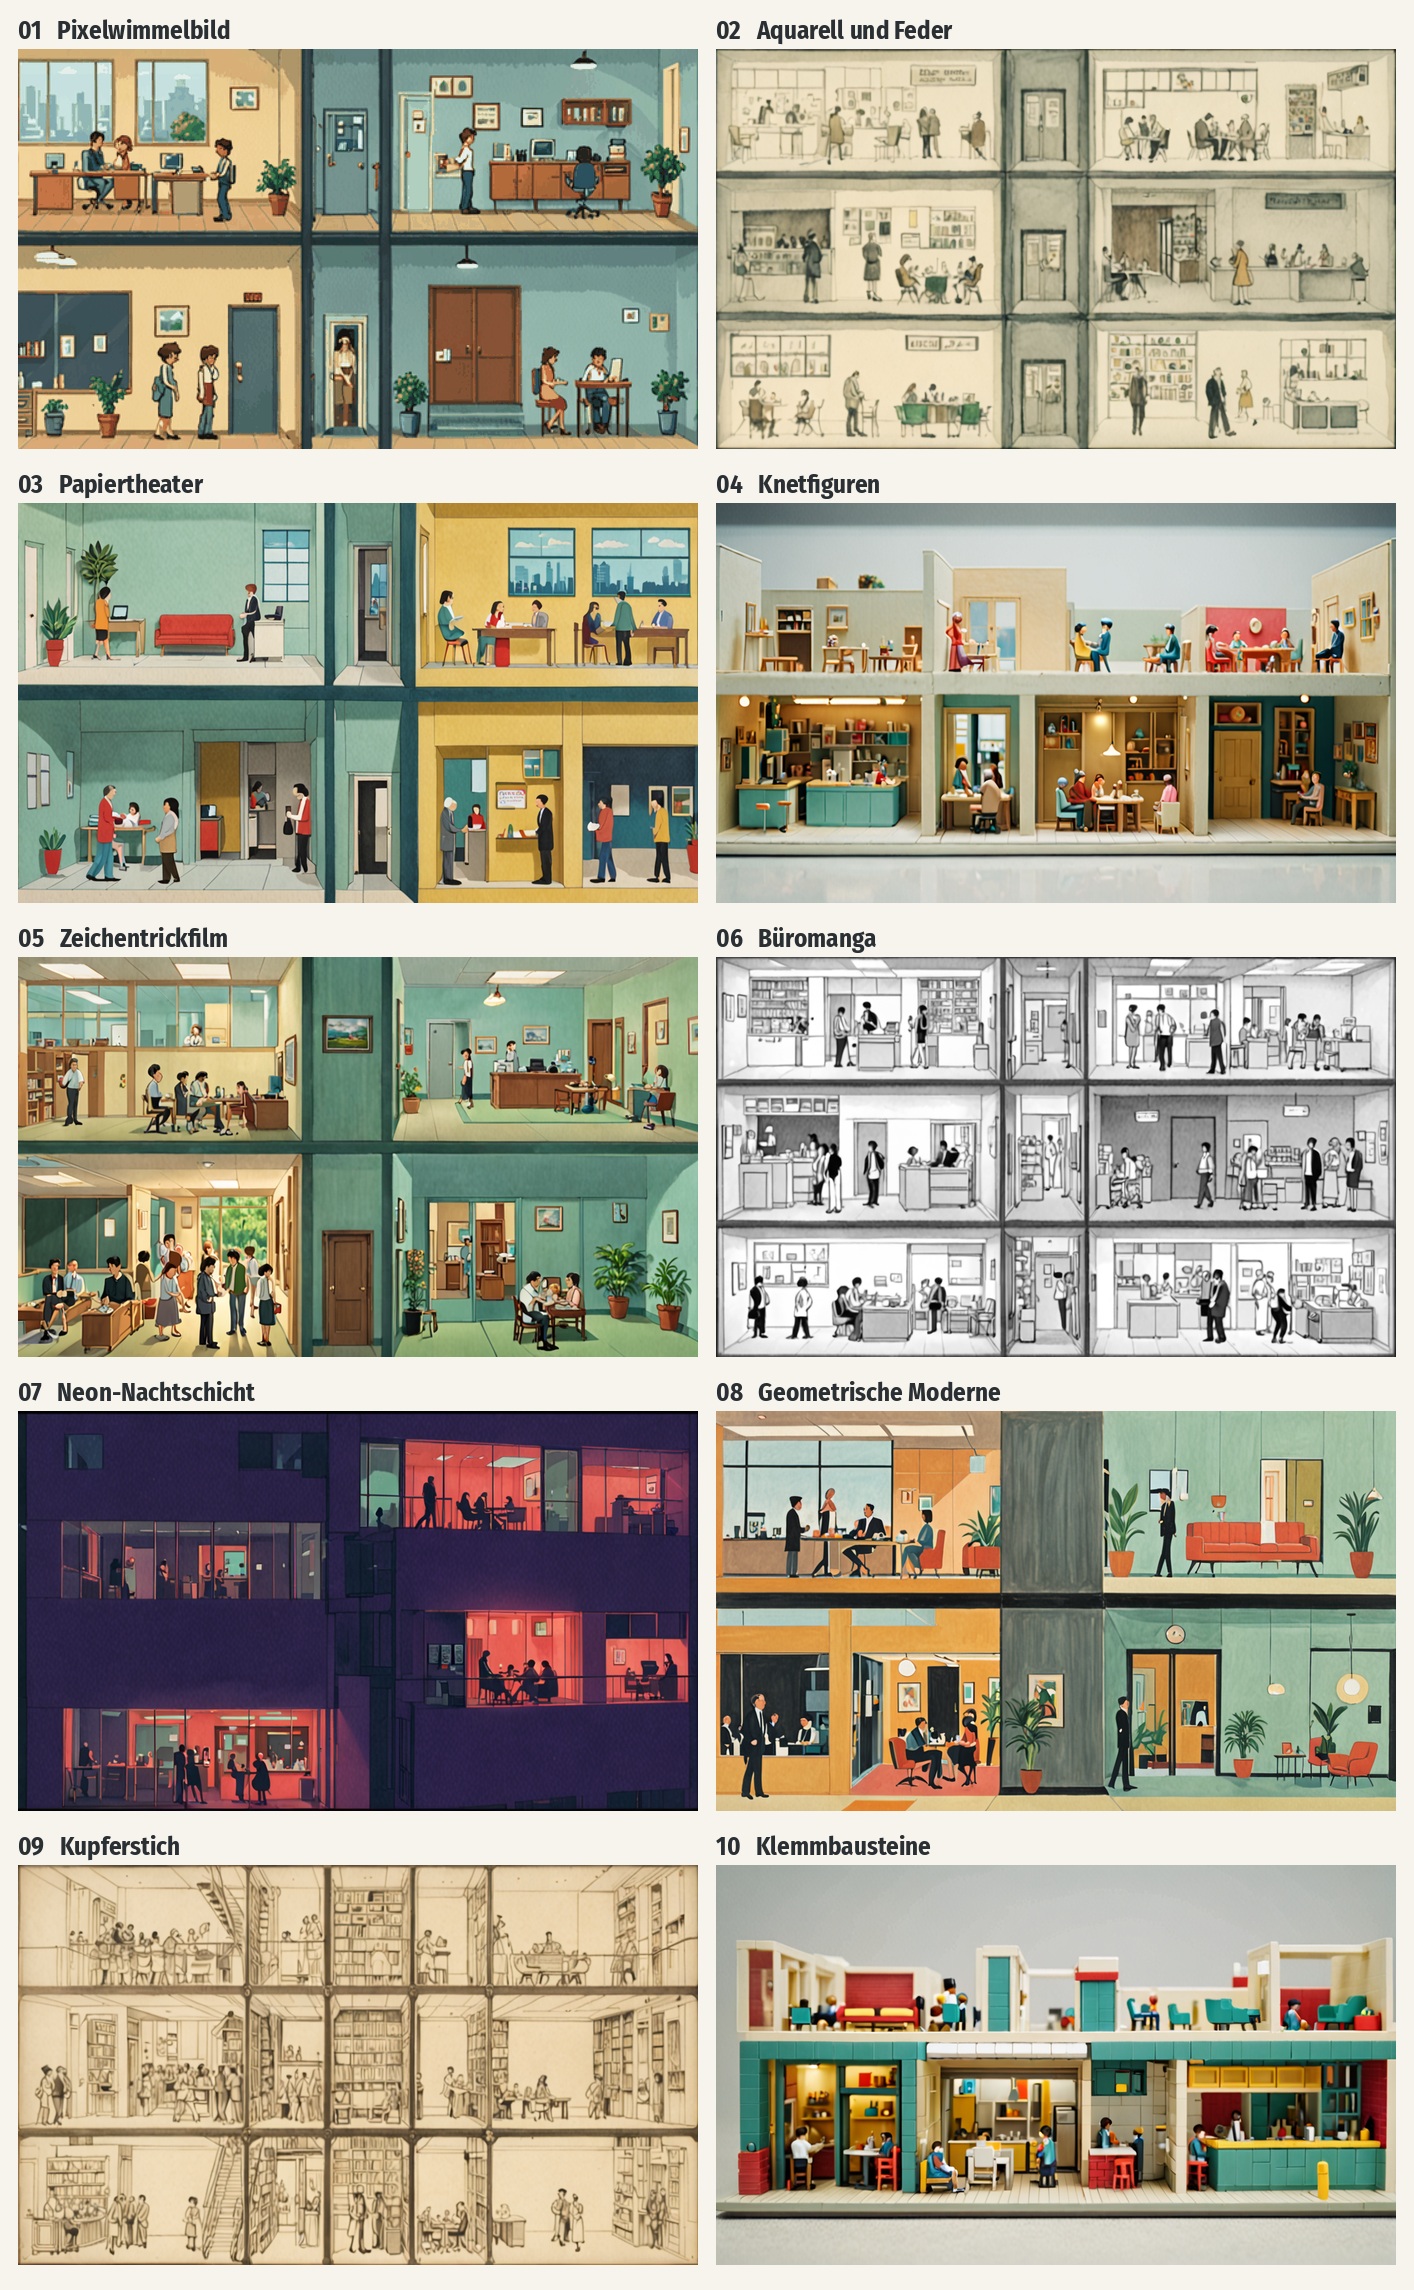 01 Pixelwimmelbild
02 Aquarell und Feder
03 Papiertheater
04 Knetfiguren
05 Zeichentrickfilm
06 Büromanga
07 Neon-Nachtschicht
08 Geometrische Moderne
09 Kupferstich
10 Klemmbausteine